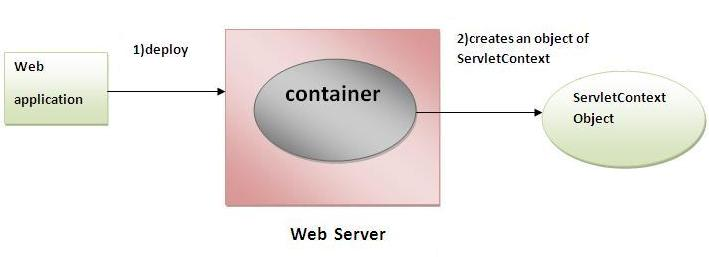 Web
application
1)deploy
container
2)creates an object of
ServletContext
ServletContext
Object
Web Server